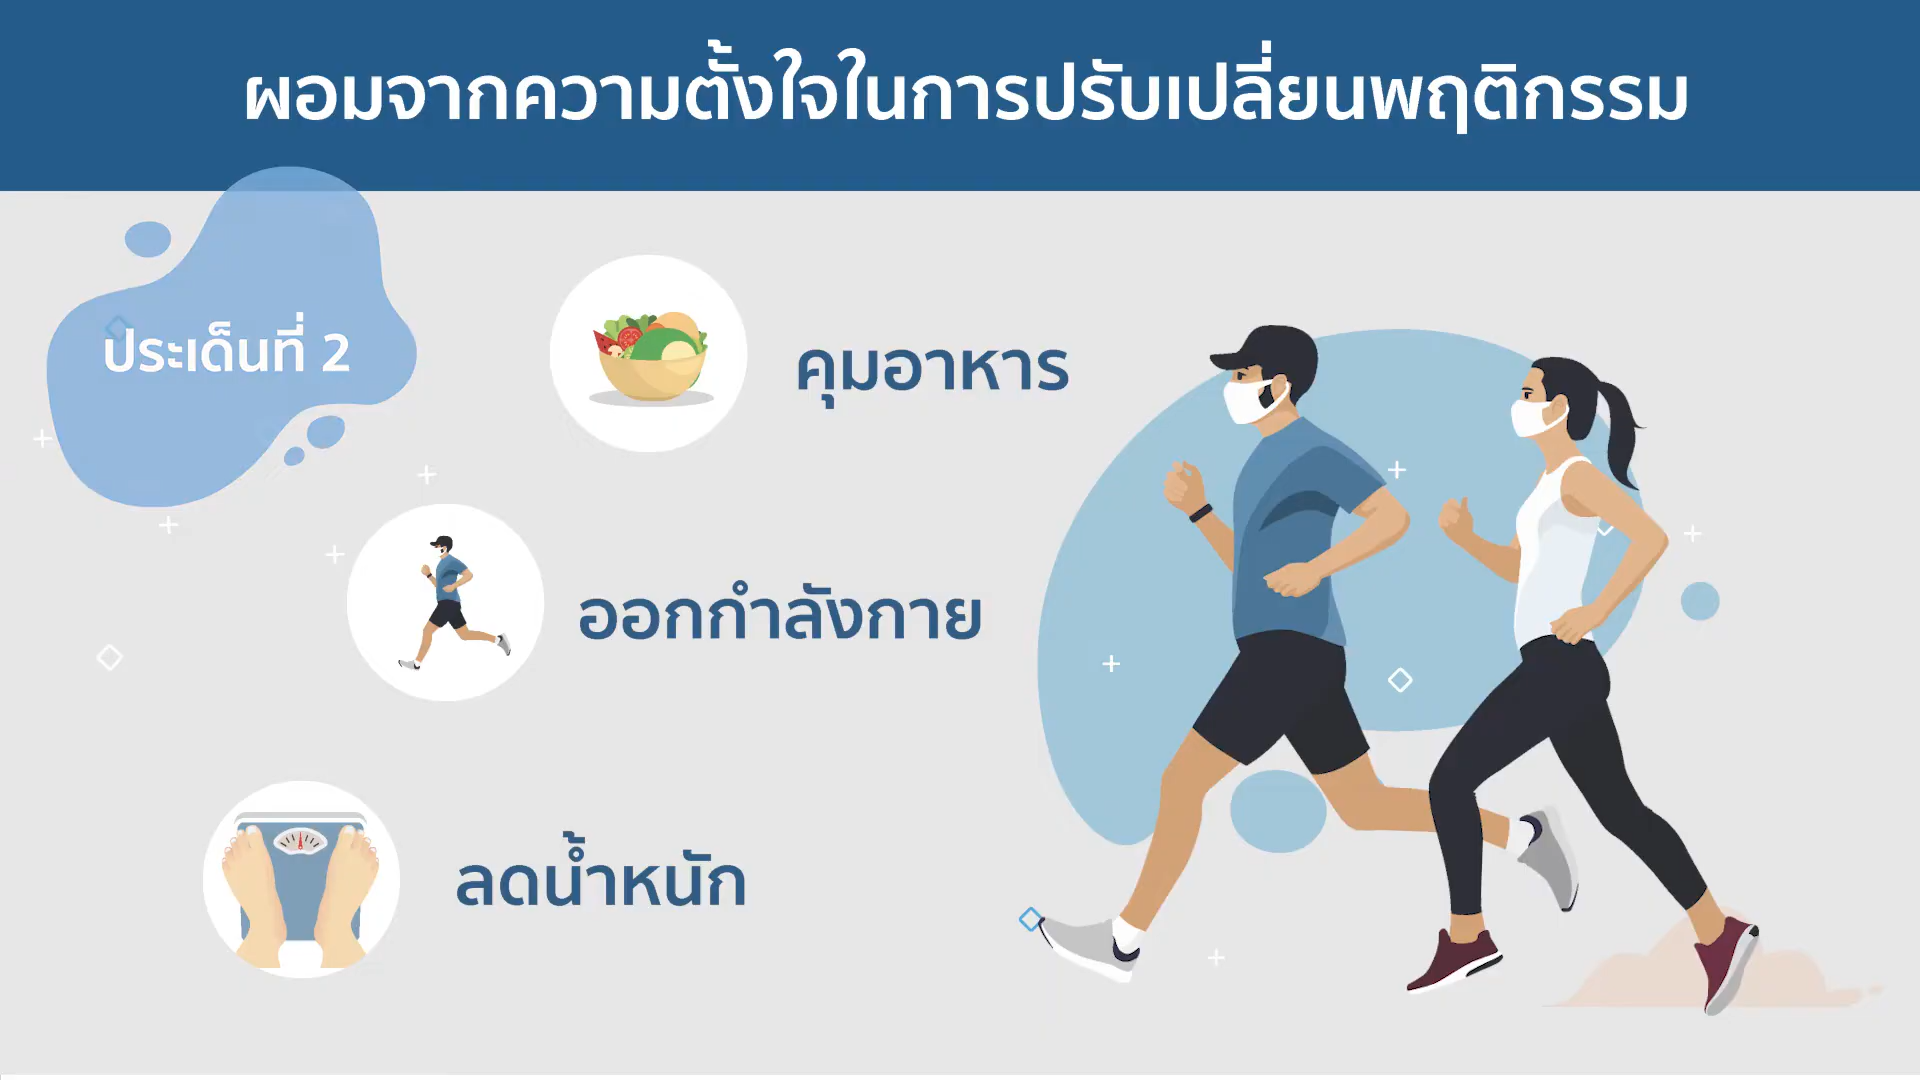 ผอมจากความตั้งใจในการปรับเปลี่ยนพฤติกรรม
ประเด็นที่ 2
คุมอาหาร
ออกกำลังกาย
ลดน้ำหนัก